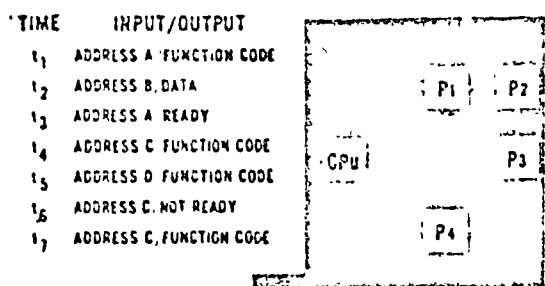 TIME INPUT/OUTPUT
t1 ADDRESS A FUNCTION CODE
t2 ADDRESS B, DATA
t3 ADDRESS A READY
t4 ADDRESS C FUNCTION CODE
t5 ADDRESS D FUNCTION CODE
t6 ADDRESS C, NOT READY
t7 ADDRESS C, FUNCTION CODE
P1 P2
CPU P3
P4